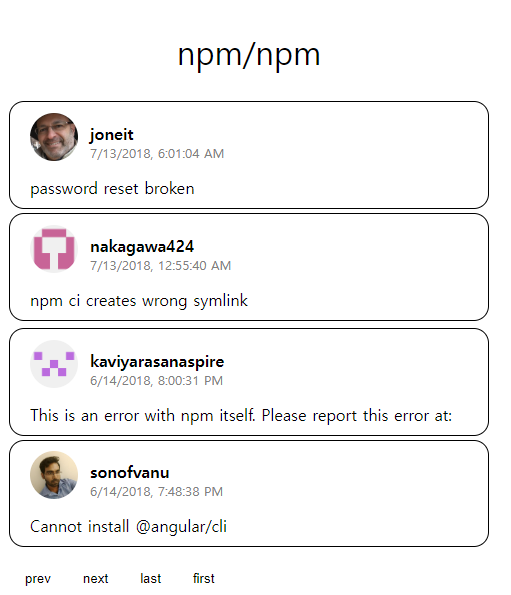 npm/npm
joneit
7/13/2018, 6:01:04 AM
password reset broken
nakagawa424
7/13/2018, 12:55:40 AM
npm ci creates wrong symlink
kaviyarasanaspire
6/14/2018, 8:00:31 PM
This is an error with npm itself. Please report this error at:
sonofvanu
6/14/2018, 7:48:38 PM
Cannot install @angular/cli
prev next last first